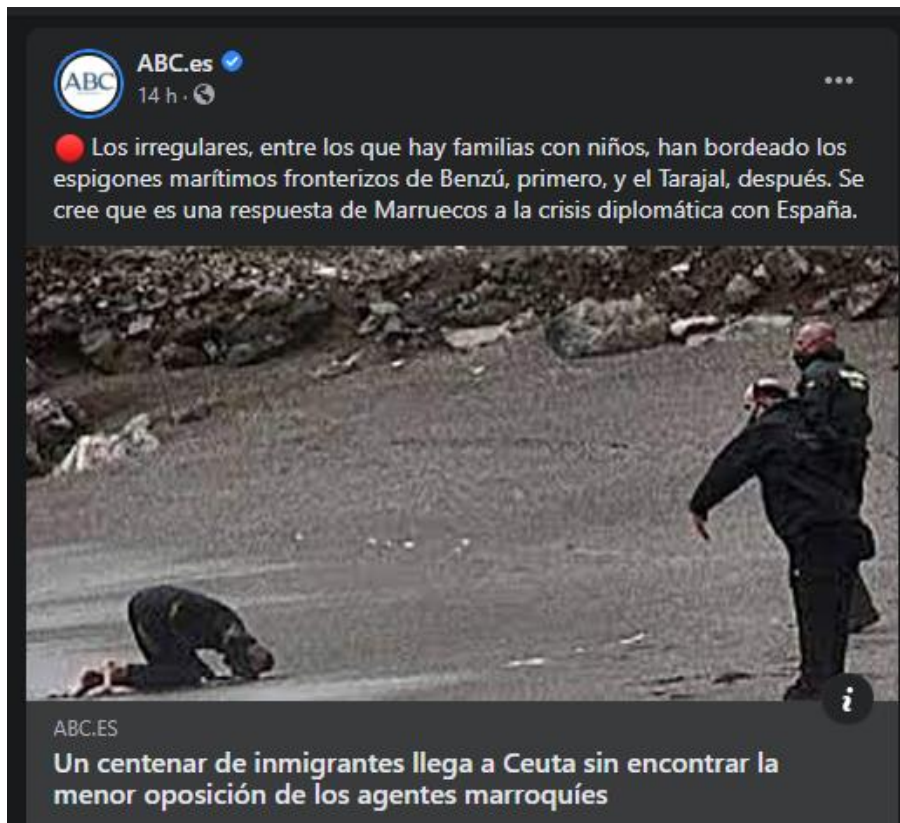 ABC
ABC.es
14 h ·
Los irregulares, entre los que hay familias con niños, han bordeado los
espigones marítimos fronterizos de Benzú, primero, y el Tarajal, después. Se
cree que es una respuesta de Marruecos a la crisis diplomática con España.
i
ABC.ES
Un centenar de inmigrantes llega a Ceuta sin encontrar la
menor oposición de los agentes marroquíes